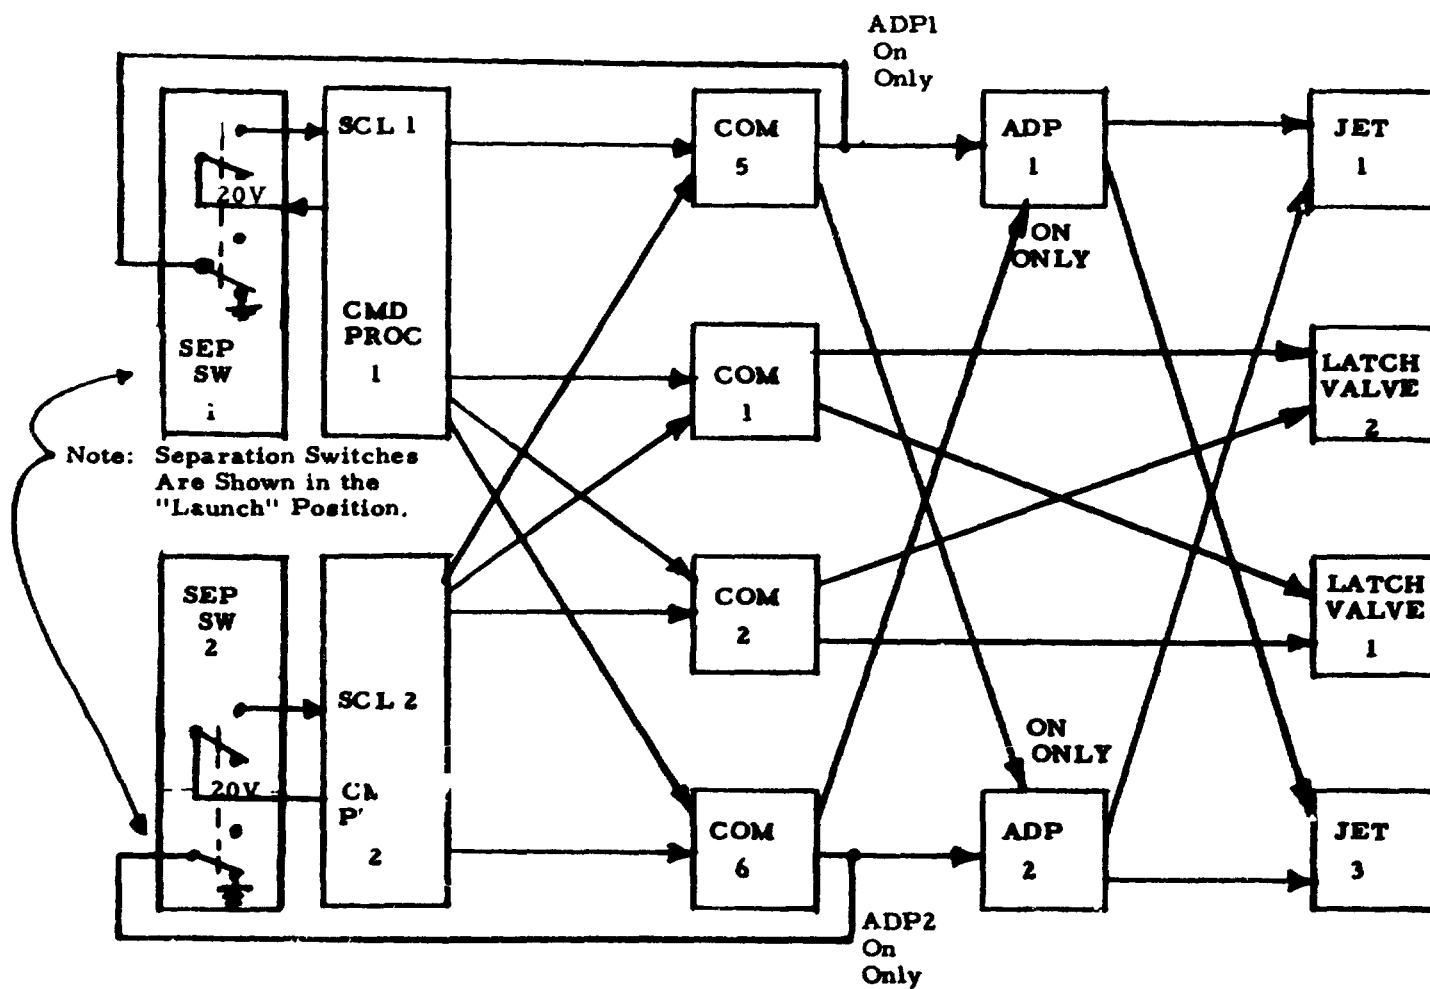 ADP1
On
Only
SCL 1
20V
CMD
PROC
1
SEP
SW
COM
5
ADP
1
ON
ONLY
JET
1
COM
1
LATCH
VALVE
2
Note: Separation Switches
Are Shown in the
"Launch" Position.
SEP
SW
2
SCL 2
20V
2
COM
2
LATCH
VALVE
1
COM
6
ON
ONLY
ADP
2
JET
3
ADP2
On
Only